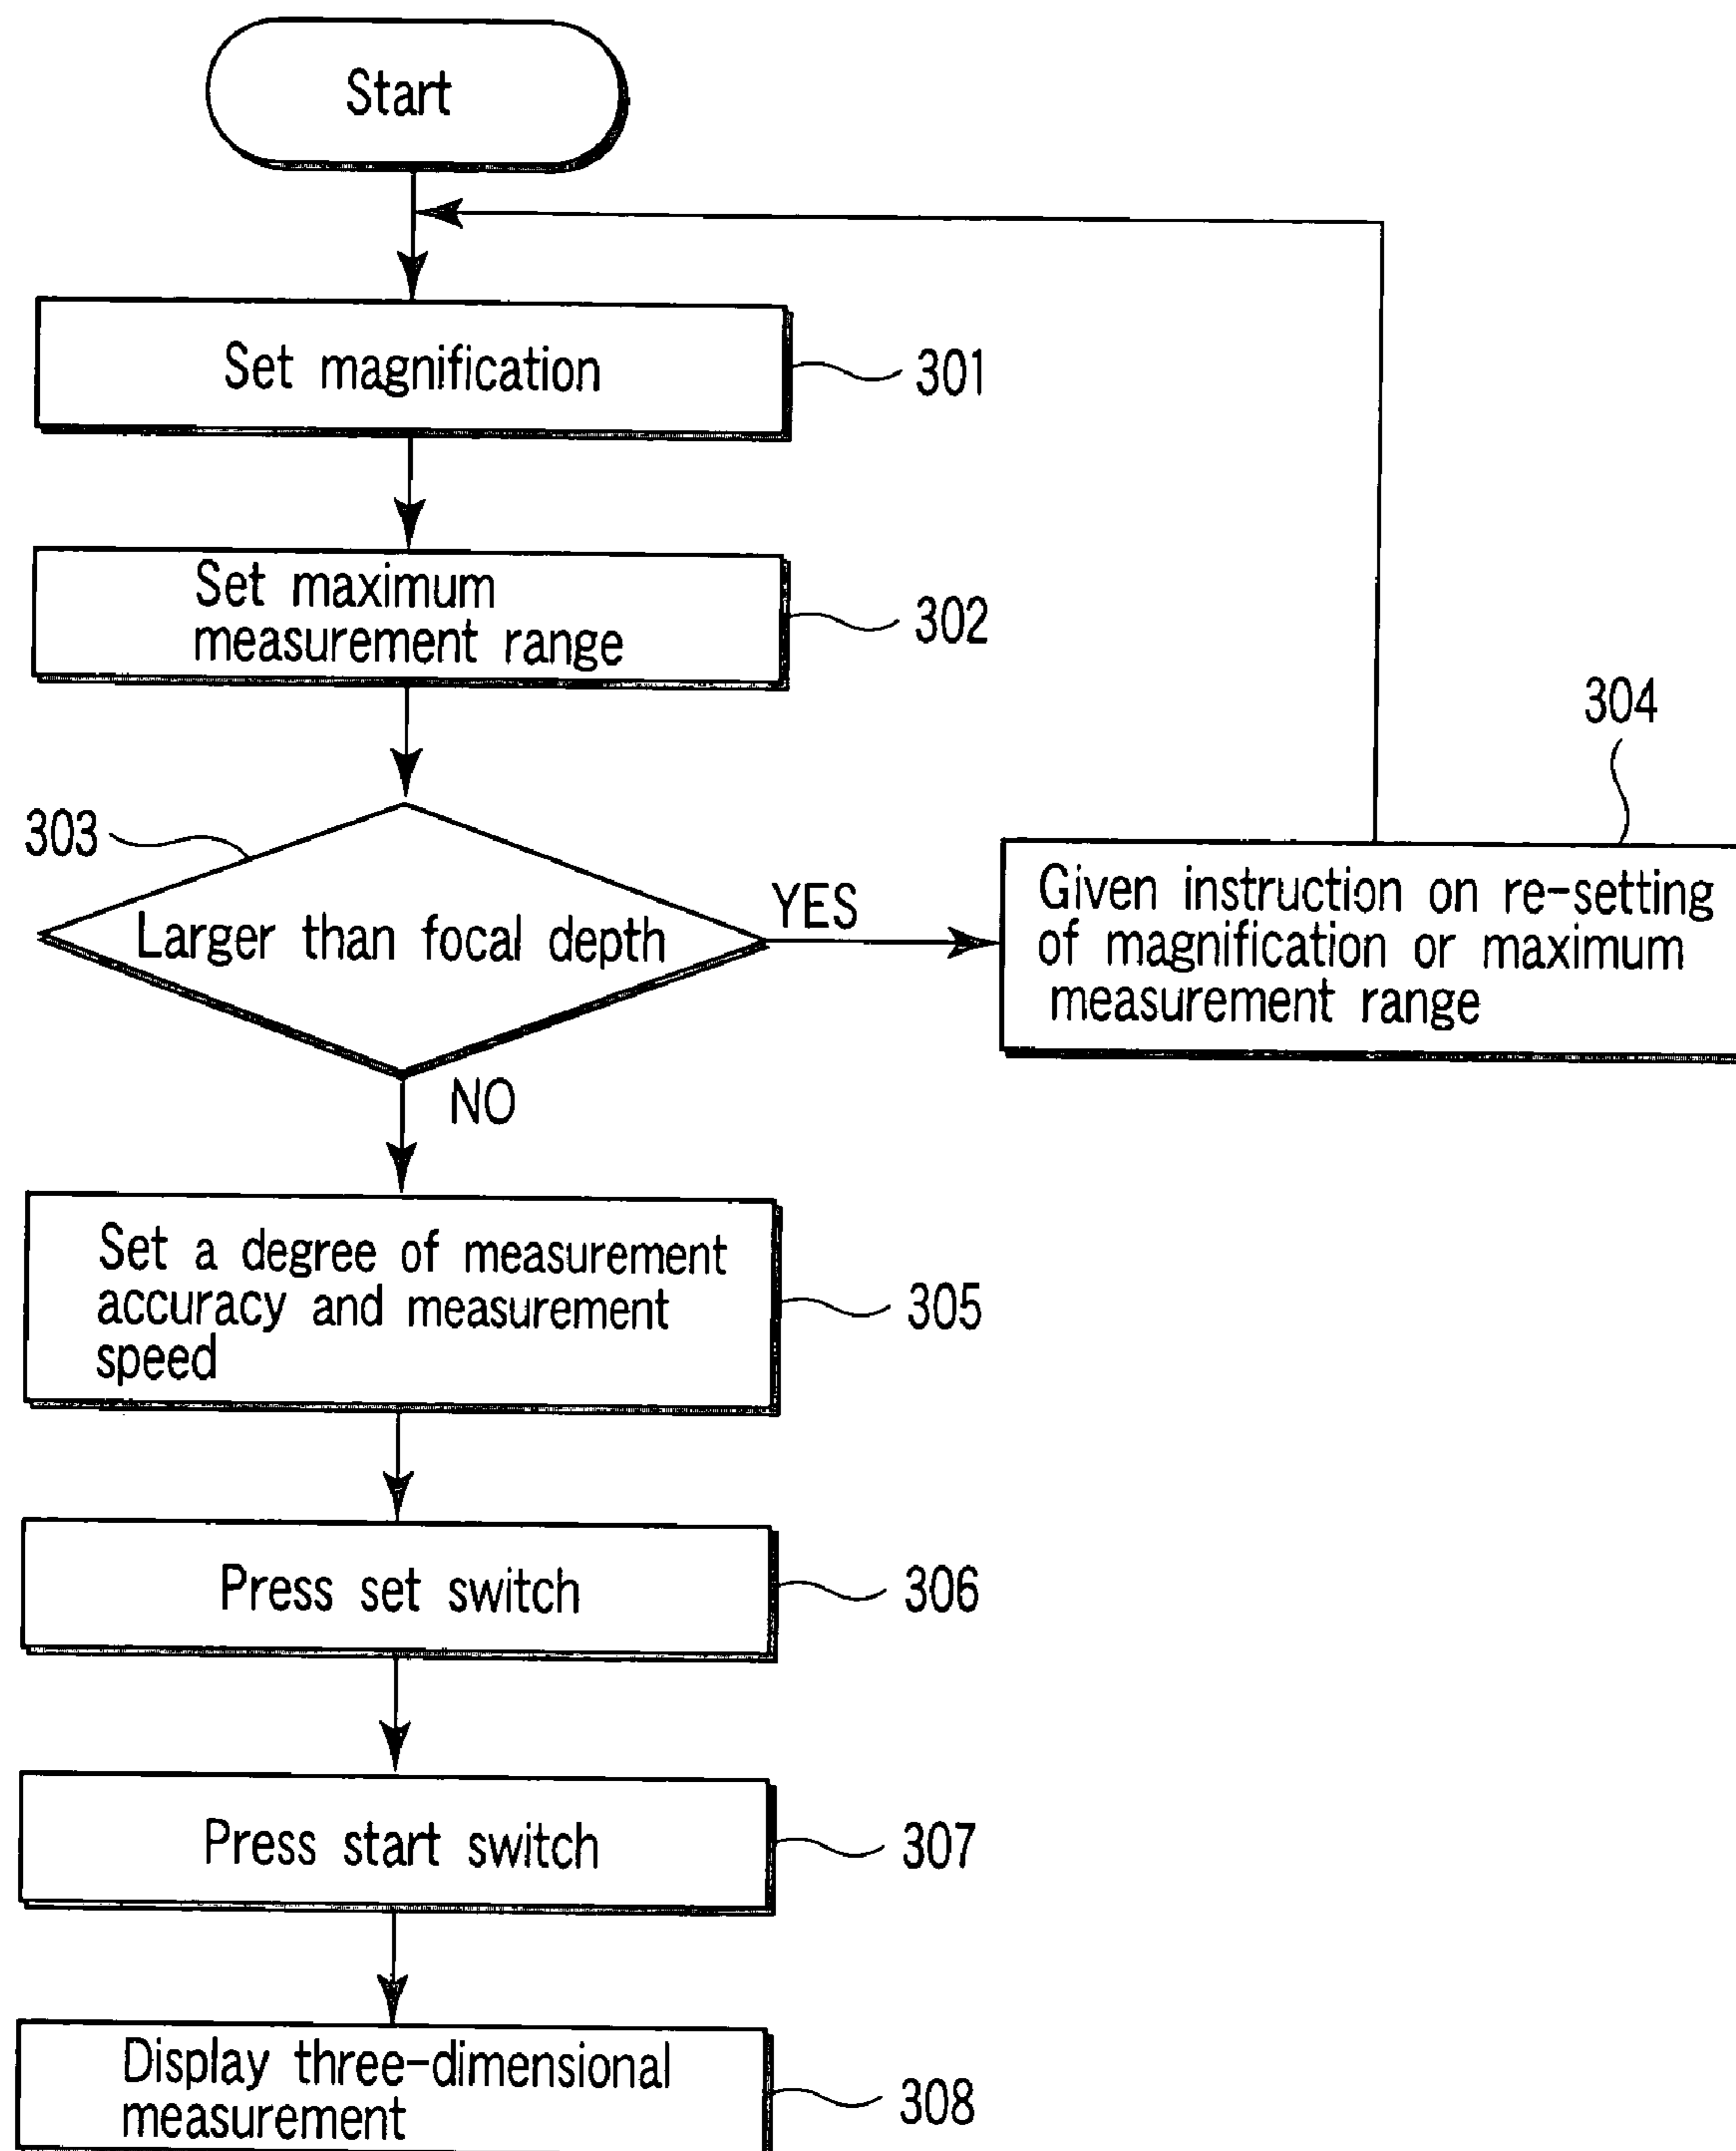 Start
Set magnification
301
Set maximum
measurement range
302
303
Larger than focal depth
YES
304
Given instruction on re-setting
of magnification or maximum
measurement range
NO
Set a degree of measurement
accuracy and measurement
speed
305
Press set switch
306
Press start switch
307
Display three-dimensional
measurement
308